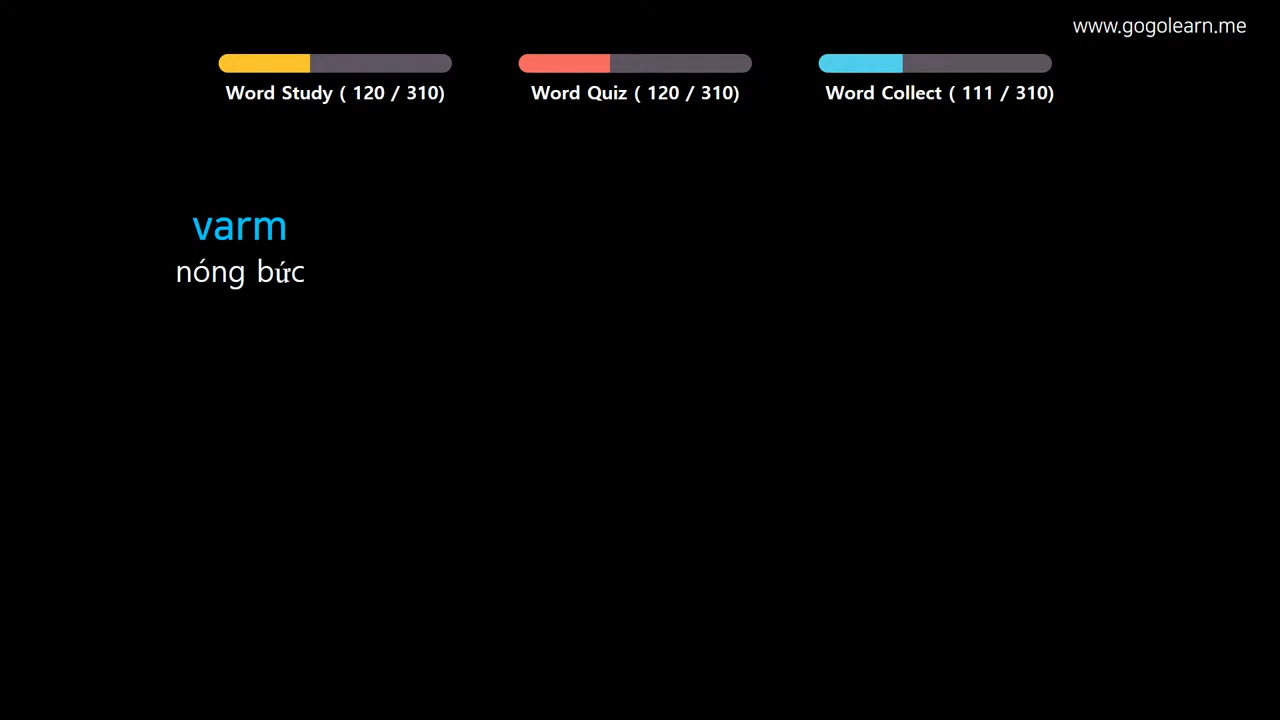 www.gogolearn.me
Word Study ( 120 / 310)
Word Quiz ( 120 / 310)
Word Collect ( 111 / 310)
varm
nóng bức